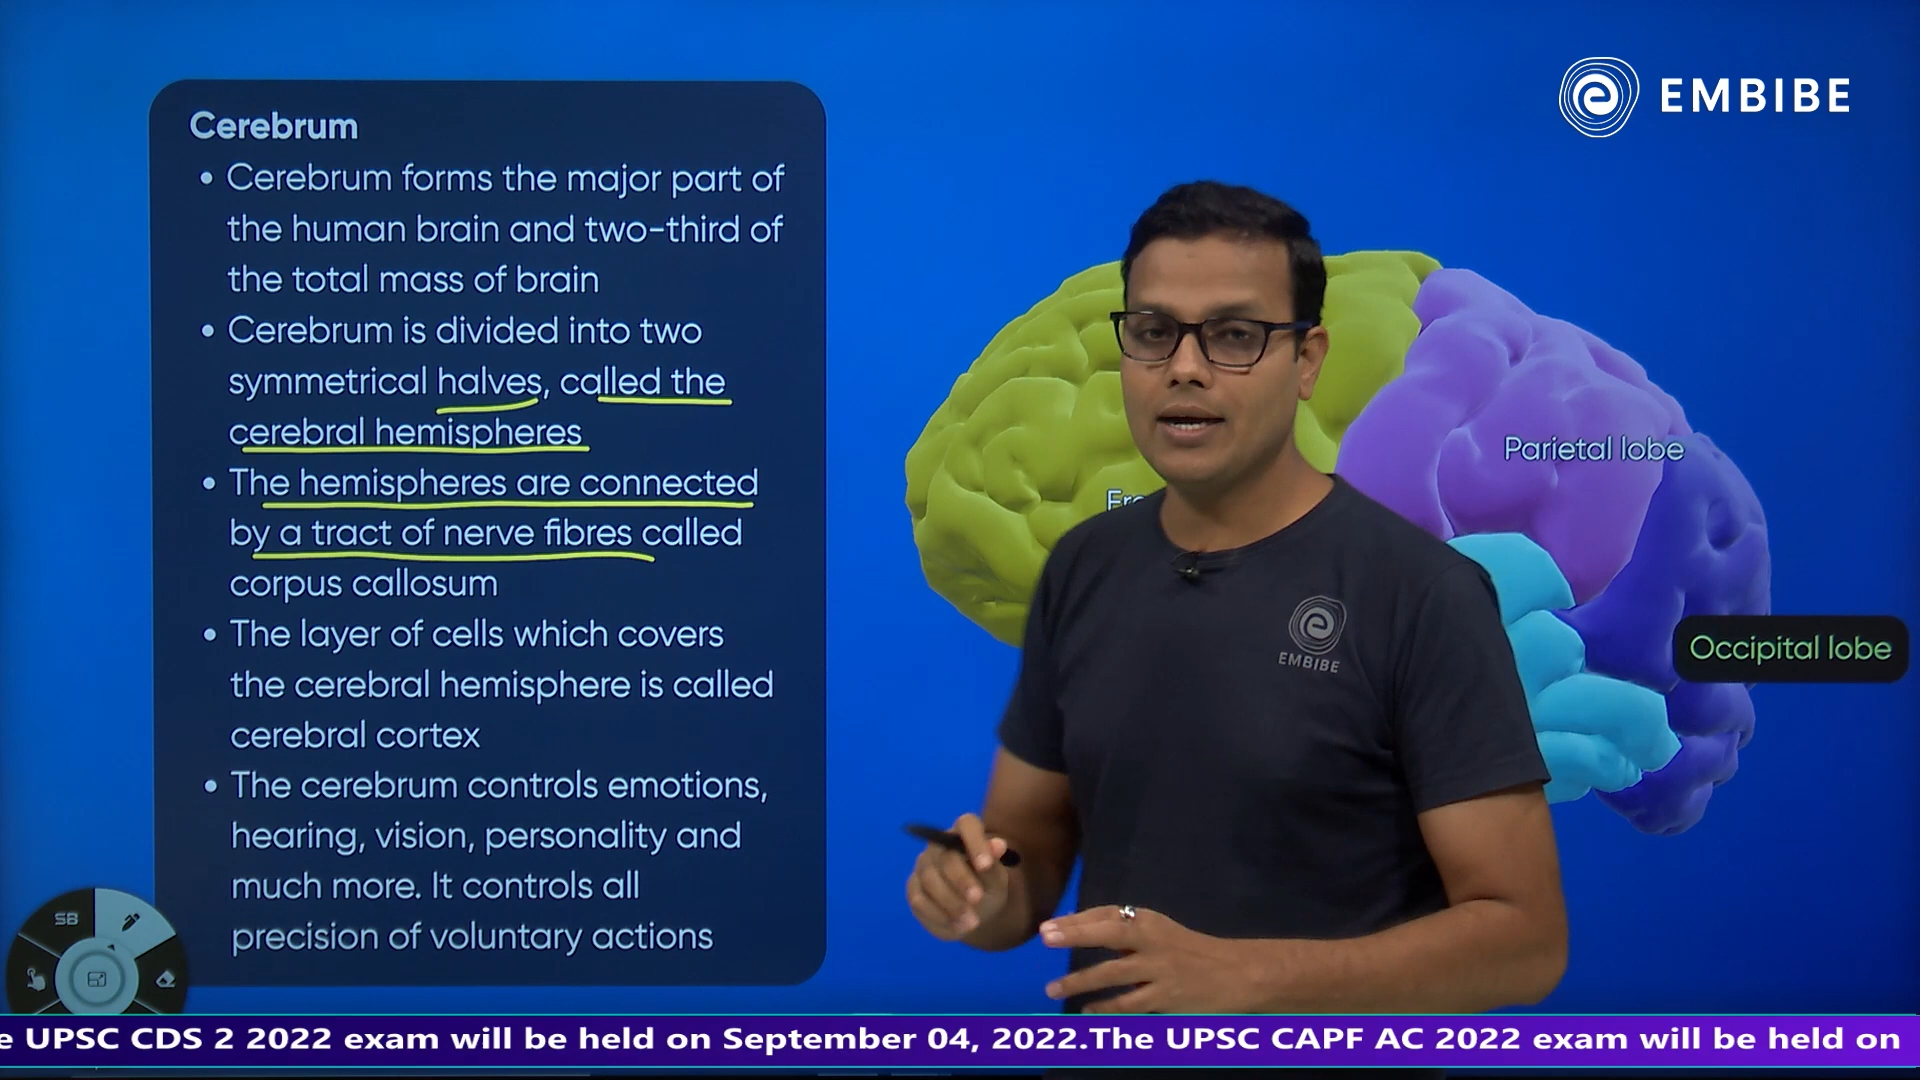 EMBIBE
Cerebrum
• Cerebrum forms the major part of
the human brain and two-third of
the total mass of brain
• Cerebrum is divided into two
symmetrical halves, called the
cerebral hemispheres
• The hemispheres are connected
by a tract of nerve fibres called
corpus callosum
• The layer of cells which covers
the cerebral hemisphere is called
cerebral cortex
• The cerebrum controls emotions,
hearing, vision, personality and
much more. It controls all
precision of voluntary actions
Parietal lobe
Occipital lobe
EMBIBE
SB
UPSC CDS 2 2022 exam will be held on September 04, 2022.The UPSC CAPF AC 2022 exam will be held on